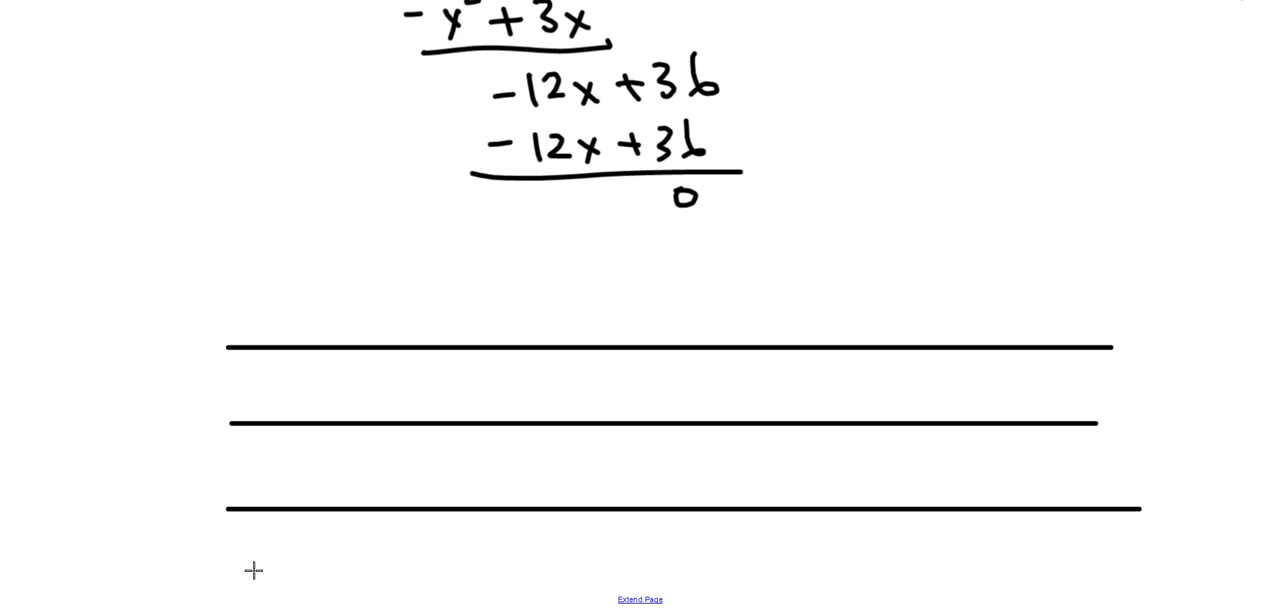 - x² + 3x
- 12x + 36
- 12x + 36
0
Extend Page